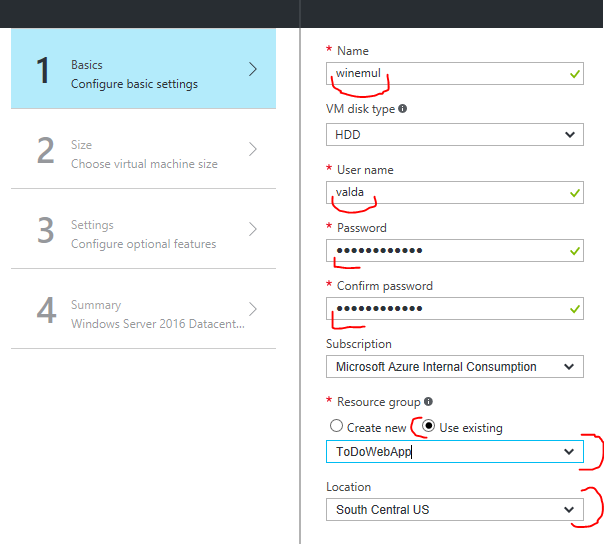 1
Basics
Configure basic settings
2
Size
Choose virtual machine size
3
Settings
Configure optional features
4
Summary
Windows Server 2016 Datacent...
* Name
winemul
VM disk type
HDD
* User name
valda
* Password
••••••••••••
* Confirm password
••••••••••••
Subscription
Microsoft Azure Internal Consumption
* Resource group
Create new Use existing
ToDoWebApp
Location
South Central US